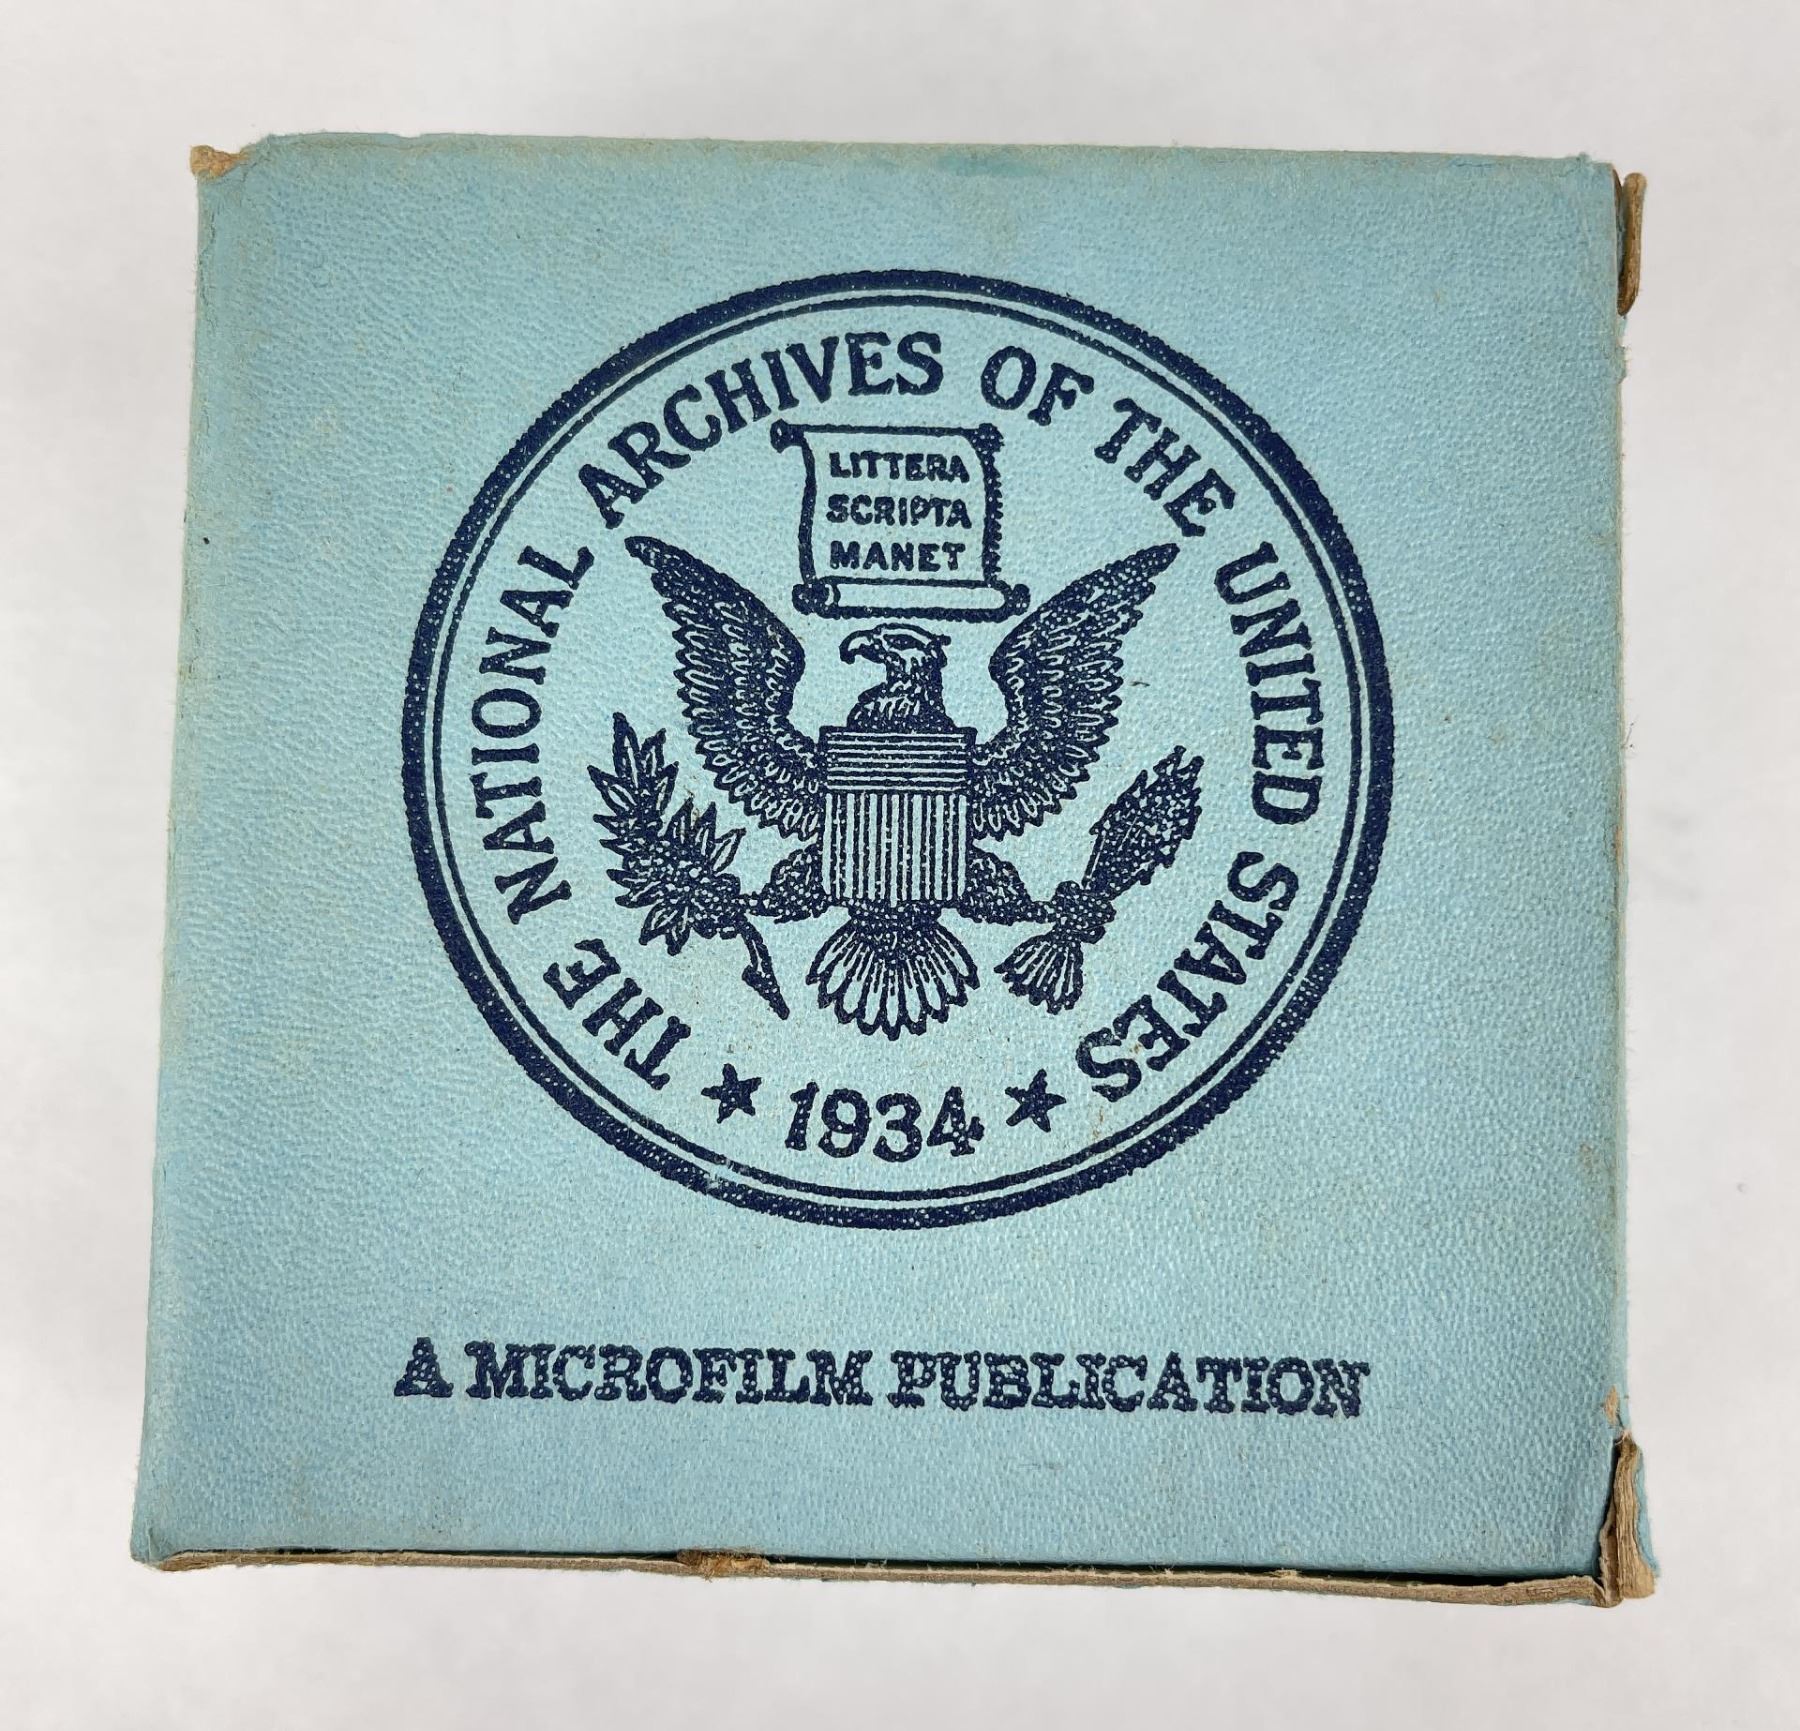 THE NATIONAL ARCHIVES OF THE UNITED STATES
LITTERA
SCRIPTA
MANET
★ 1934 ★
A MICROFILM PUBLICATION